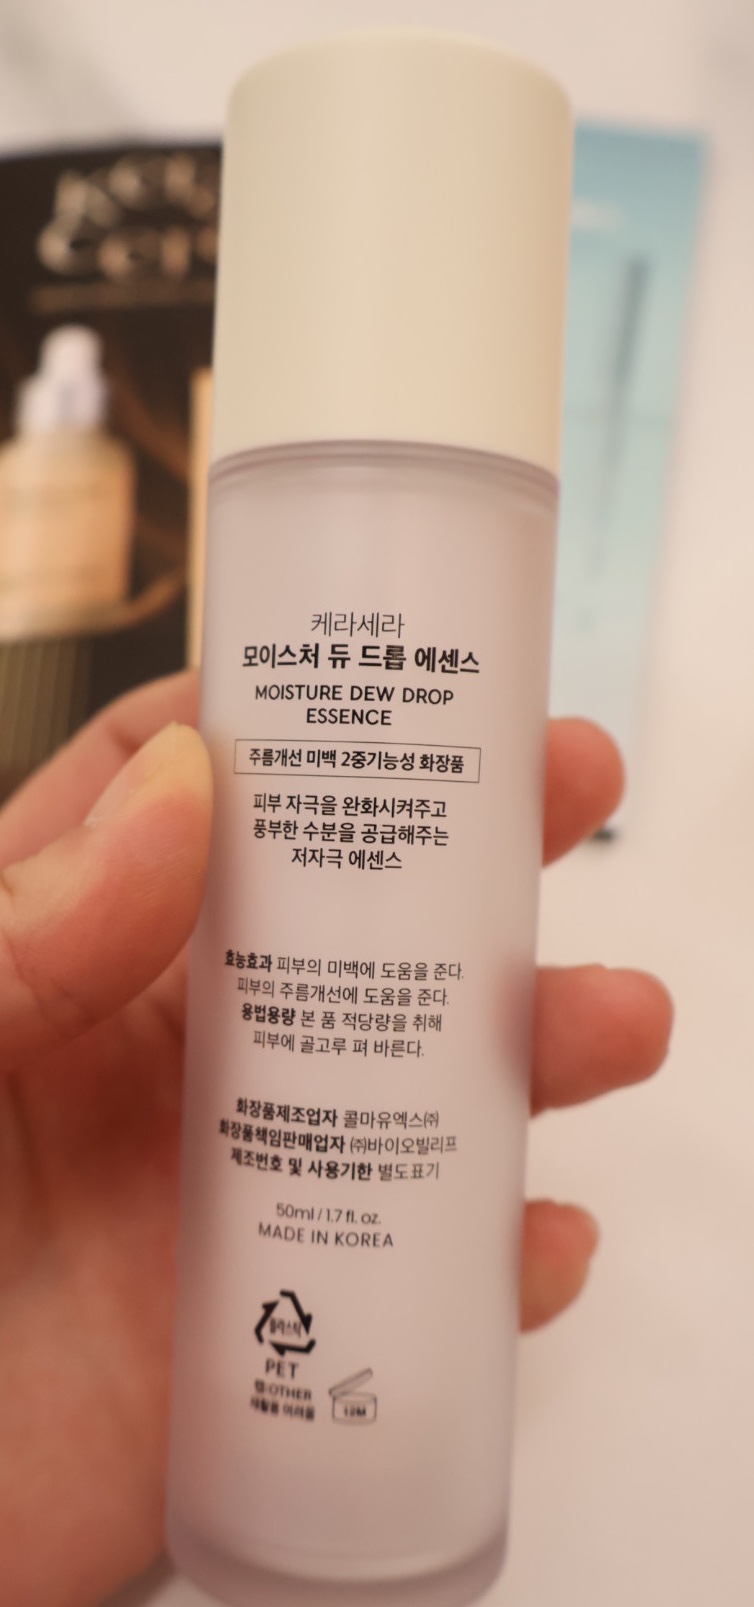 케라세라
모이스처 듀 드롭 에센스
MOISTURE DEW DROP
ESSENCE
주름개선 미백 2중기능성 화장품
피부 자극을 완화시켜주고
풍부한 수분을 공급해주는
저자극 에센스
효능효과 피부의 미백에 도움을 준다.
피부의 주름개선에 도움을 준다.
용법용량 본 품 적당량을 취해
피부에 골고루 펴 바른다.
화장품제조업자 콜마유엑스㈜
화장품책임판매업자 ㈜바이오빌리프
제조번호 및 사용기한 별도표기
50ml / 1.7 fl. oz.
MADE IN KOREA
플라스틱
PET
캡:OTHER
재활용 어려움
12M